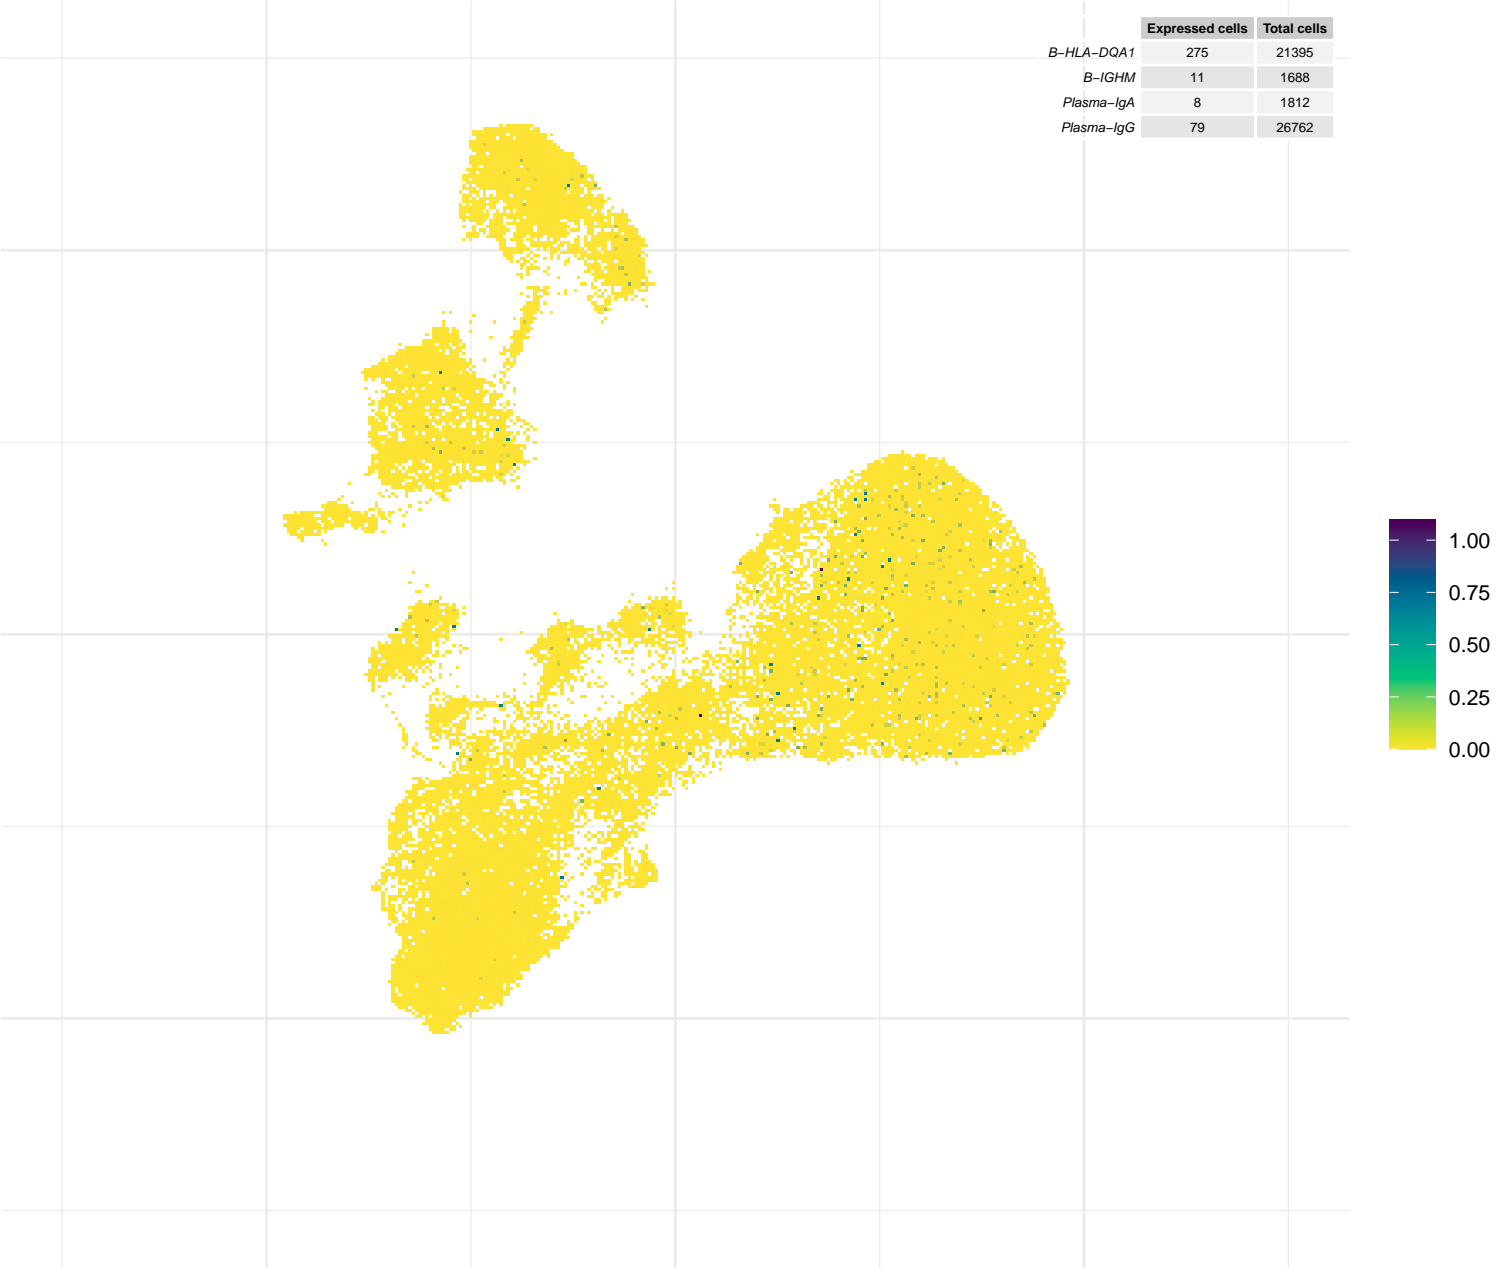 Expressed cells Total cells
B−HLA−DQA1 275 21395
B−IGHM 11 1688
Plasma−IgA 8 1812
Plasma−IgG 79 26762
1.00
0.75
0.50
0.25
0.00